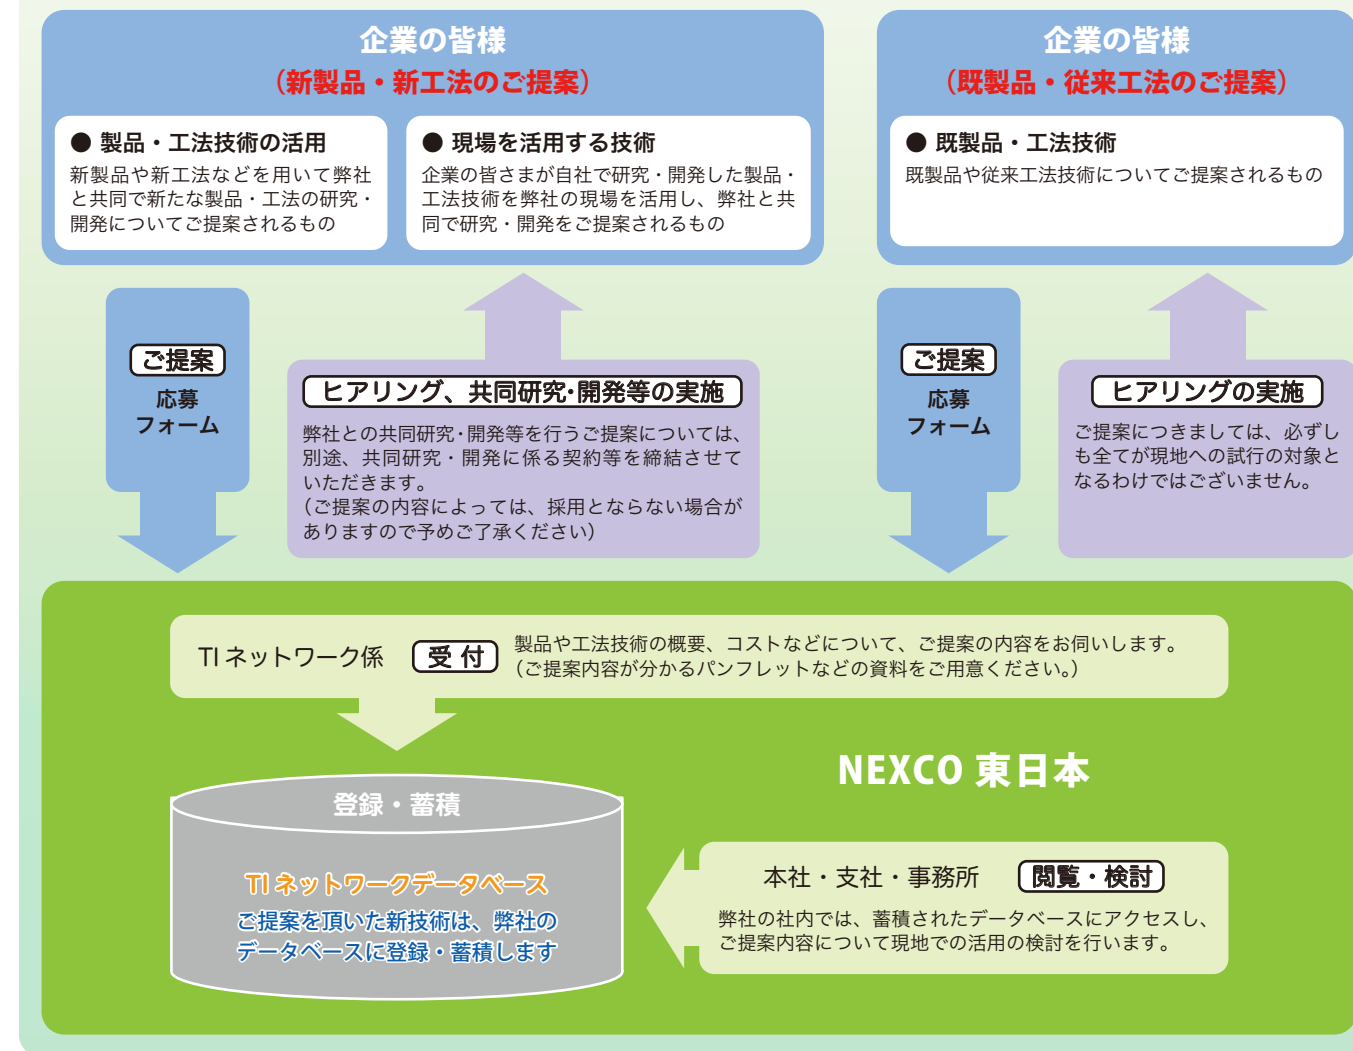 企業の皆様
（新製品・新工法のご提案）
● 製品・工法技術の活用
新製品や新工法などを用いて弊社
と共同で新たな製品・工法の研究・
開発についてご提案されるもの
● 現場を活用する技術
企業の皆さまが自社で研究・開発した製品・
工法技術を弊社の現場を活用し、弊社と共
同で研究・開発をご提案されるもの
企業の皆様
（既製品・従来工法のご提案）
● 既製品・工法技術
既製品や従来工法技術についてご提案されるもの
ご提案
応募
フォーム
ヒアリング、共同研究・開発等の実施
弊社との共同研究・開発等を行うご提案については、
別途、共同研究・開発に係る契約等を締結させて
いただきます。
（ご提案の内容によっては、採用とならない場合が
ありますので予めご了承ください）
ご提案
応募
フォーム
ヒアリングの実施
ご提案につきましては、必ずし
も全てが現地への試行の対象と
なるわけではございません。
TI ネットワーク係 受 付
製品や工法技術の概要、コストなどについて、ご提案の内容をお伺いします。
（ご提案内容が分かるパンフレットなどの資料をご用意ください。）
NEXCO 東日本
登録・蓄積
TI ネットワークデータベース
ご提案を頂いた新技術は、弊社の
データベースに登録・蓄積します
本社・支社・事務所 閲覧・検討
弊社の社内では、蓄積されたデータベースにアクセスし、
ご提案内容について現地での活用の検討を行います。